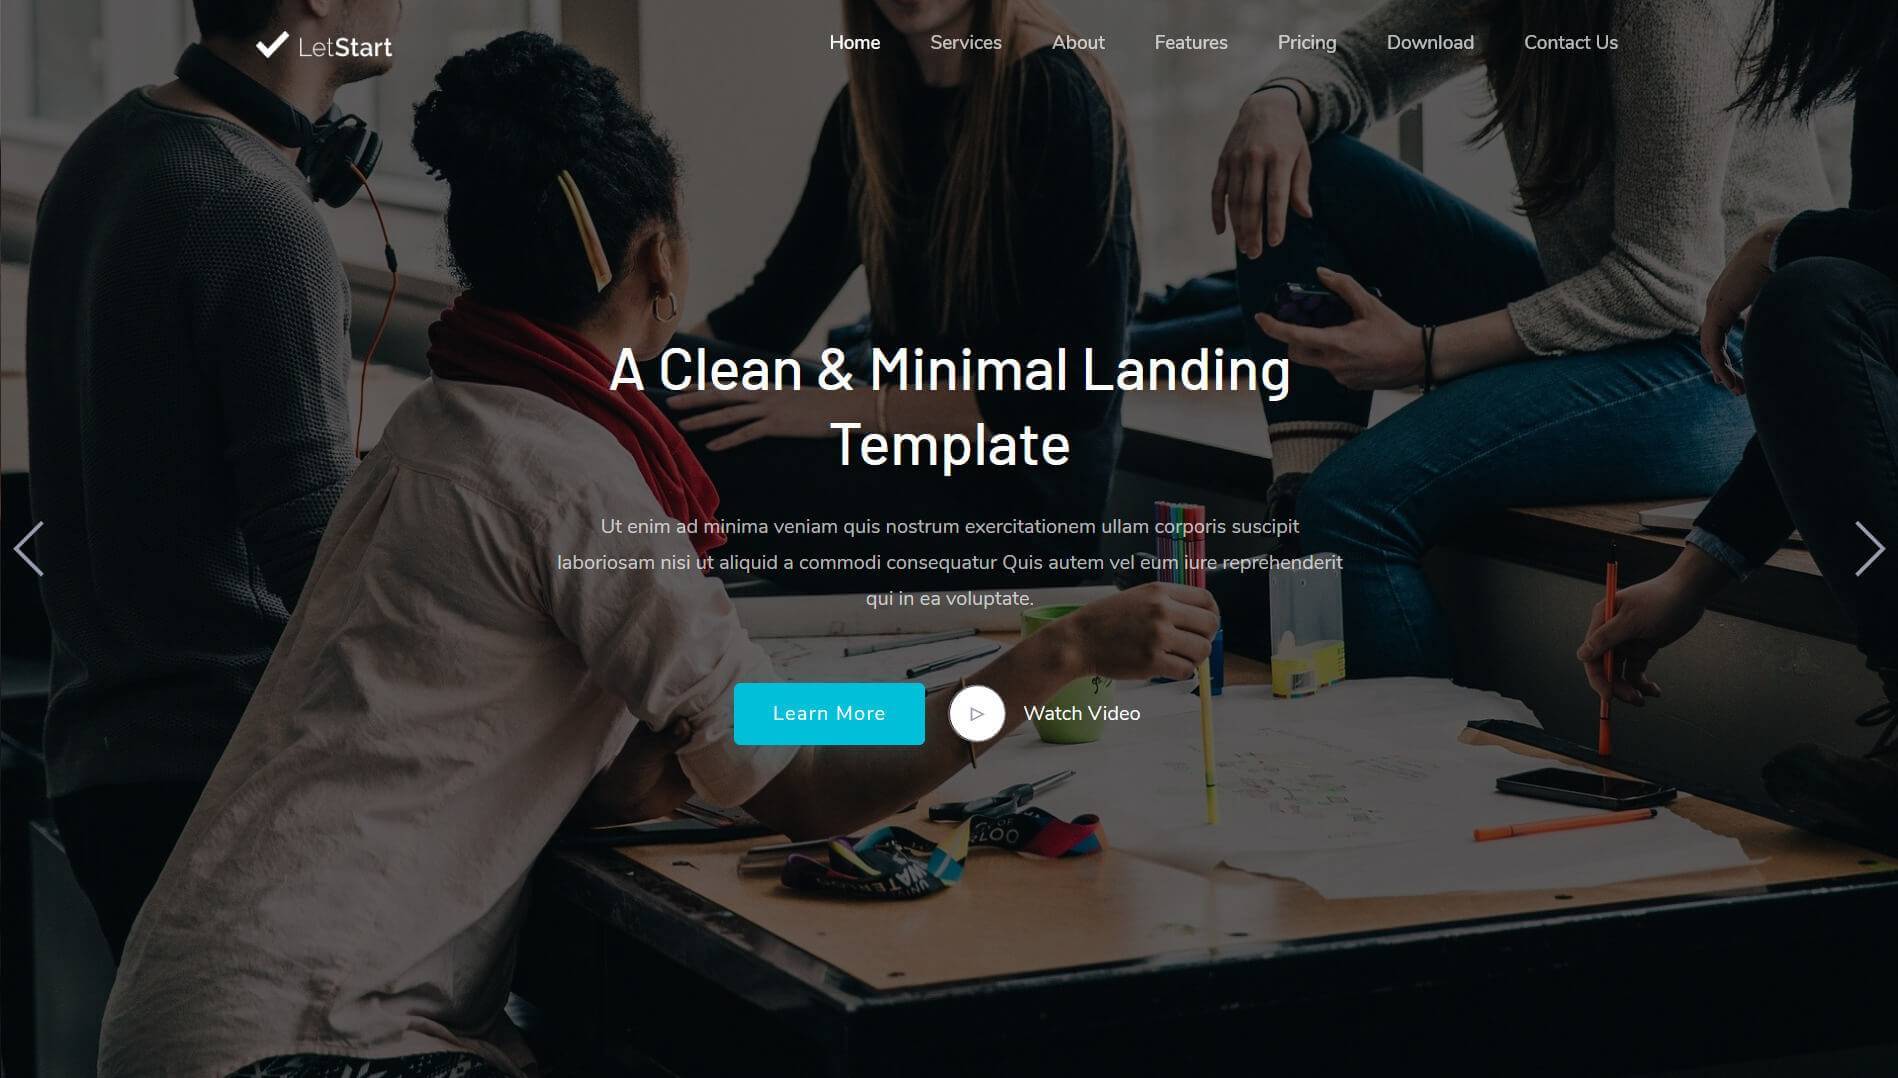 LetStart
Home Services About Features Pricing Download Contact Us
A Clean & Minimal Landing
Template
Ut enim ad minima veniam quis nostrum exercitationem ullam corporis suscipit
laboriosam nisi ut aliquid a commodi consequatur Quis autem vel eum iure reprehenderit
qui in ea voluptate.
Learn More
Watch Video